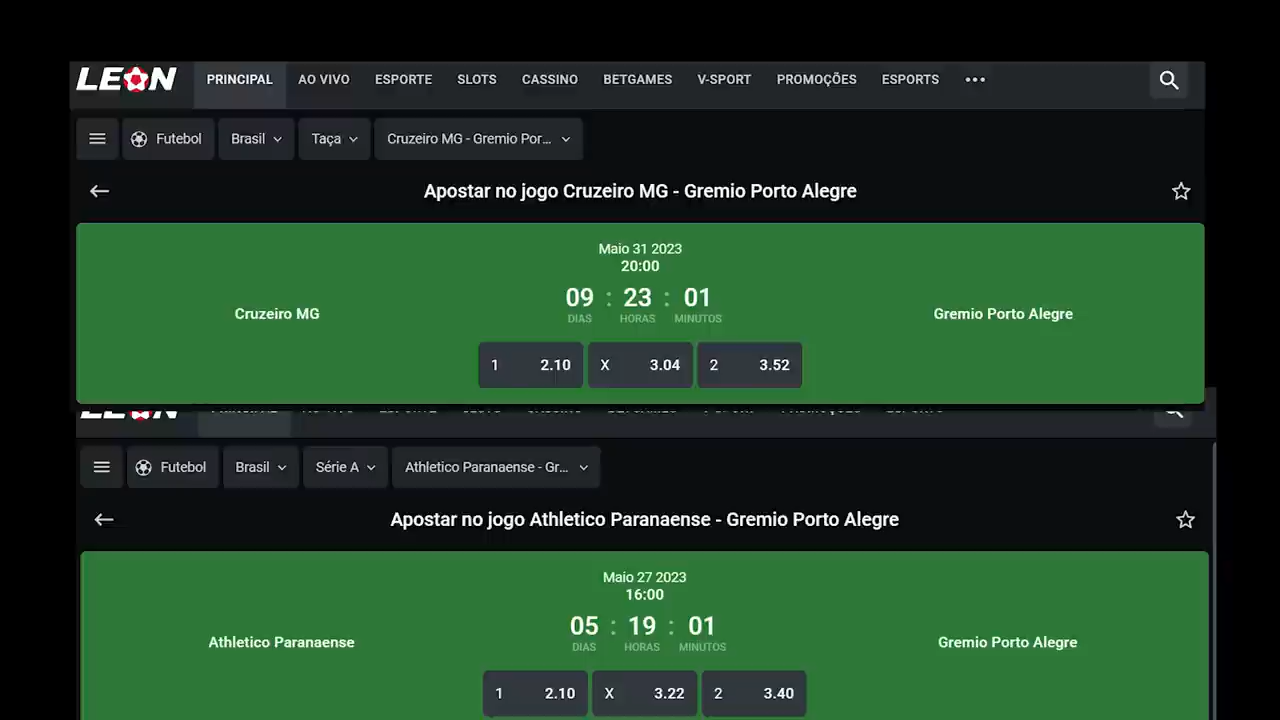 LEON
PRINCIPAL AO VIVO ESPORTE SLOTS CASSINO BETGAMES V-SPORT PROMOÇÕES ESPORTS
Futebol Brasil Taça Cruzeiro MG - Gremio Por...
Apostar no jogo Cruzeiro MG - Gremio Porto Alegre
Maio 31 2023
20:00
09 : 23 : 01
DIAS HORAS MINUTOS
Cruzeiro MG
Gremio Porto Alegre
1 2.10 X 3.04 2 3.52
Futebol Brasil Série A Athletico Paranaense - Gr...
Apostar no jogo Athletico Paranaense - Gremio Porto Alegre
Maio 27 2023
16:00
05 : 19 : 01
DIAS HORAS MINUTOS
Athletico Paranaense
Gremio Porto Alegre
1 2.10 X 3.22 2 3.40